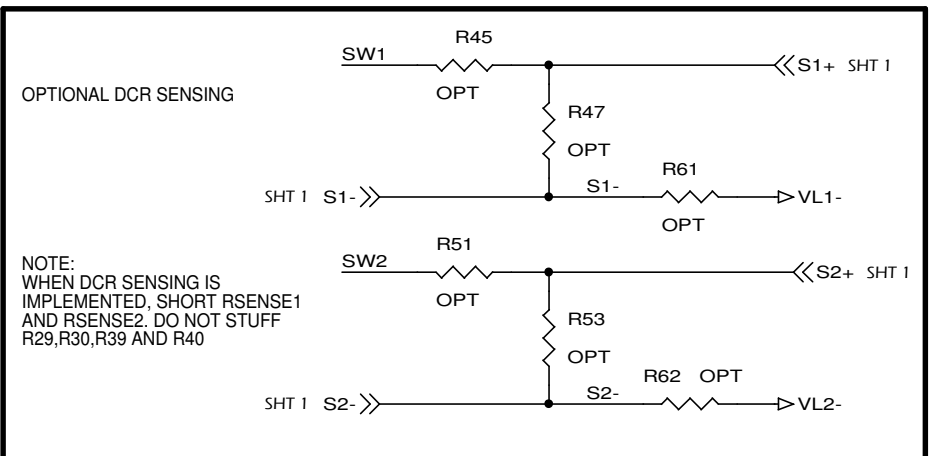 R45
SW1
S1+ SHT 1
OPT
OPTIONAL DCR SENSING
R47
OPT
R61
SHT 1 S1-
S1-
VL1-
OPT
R51
SW2
NOTE:
WHEN DCR SENSING IS
IMPLEMENTED, SHORT RSENSE1
AND RSENSE2. DO NOT STUFF
R29,R30,R39 AND R40
S2+ SHT 1
OPT
R53
OPT
R62 OPT
SHT 1 S2-
S2-
VL2-